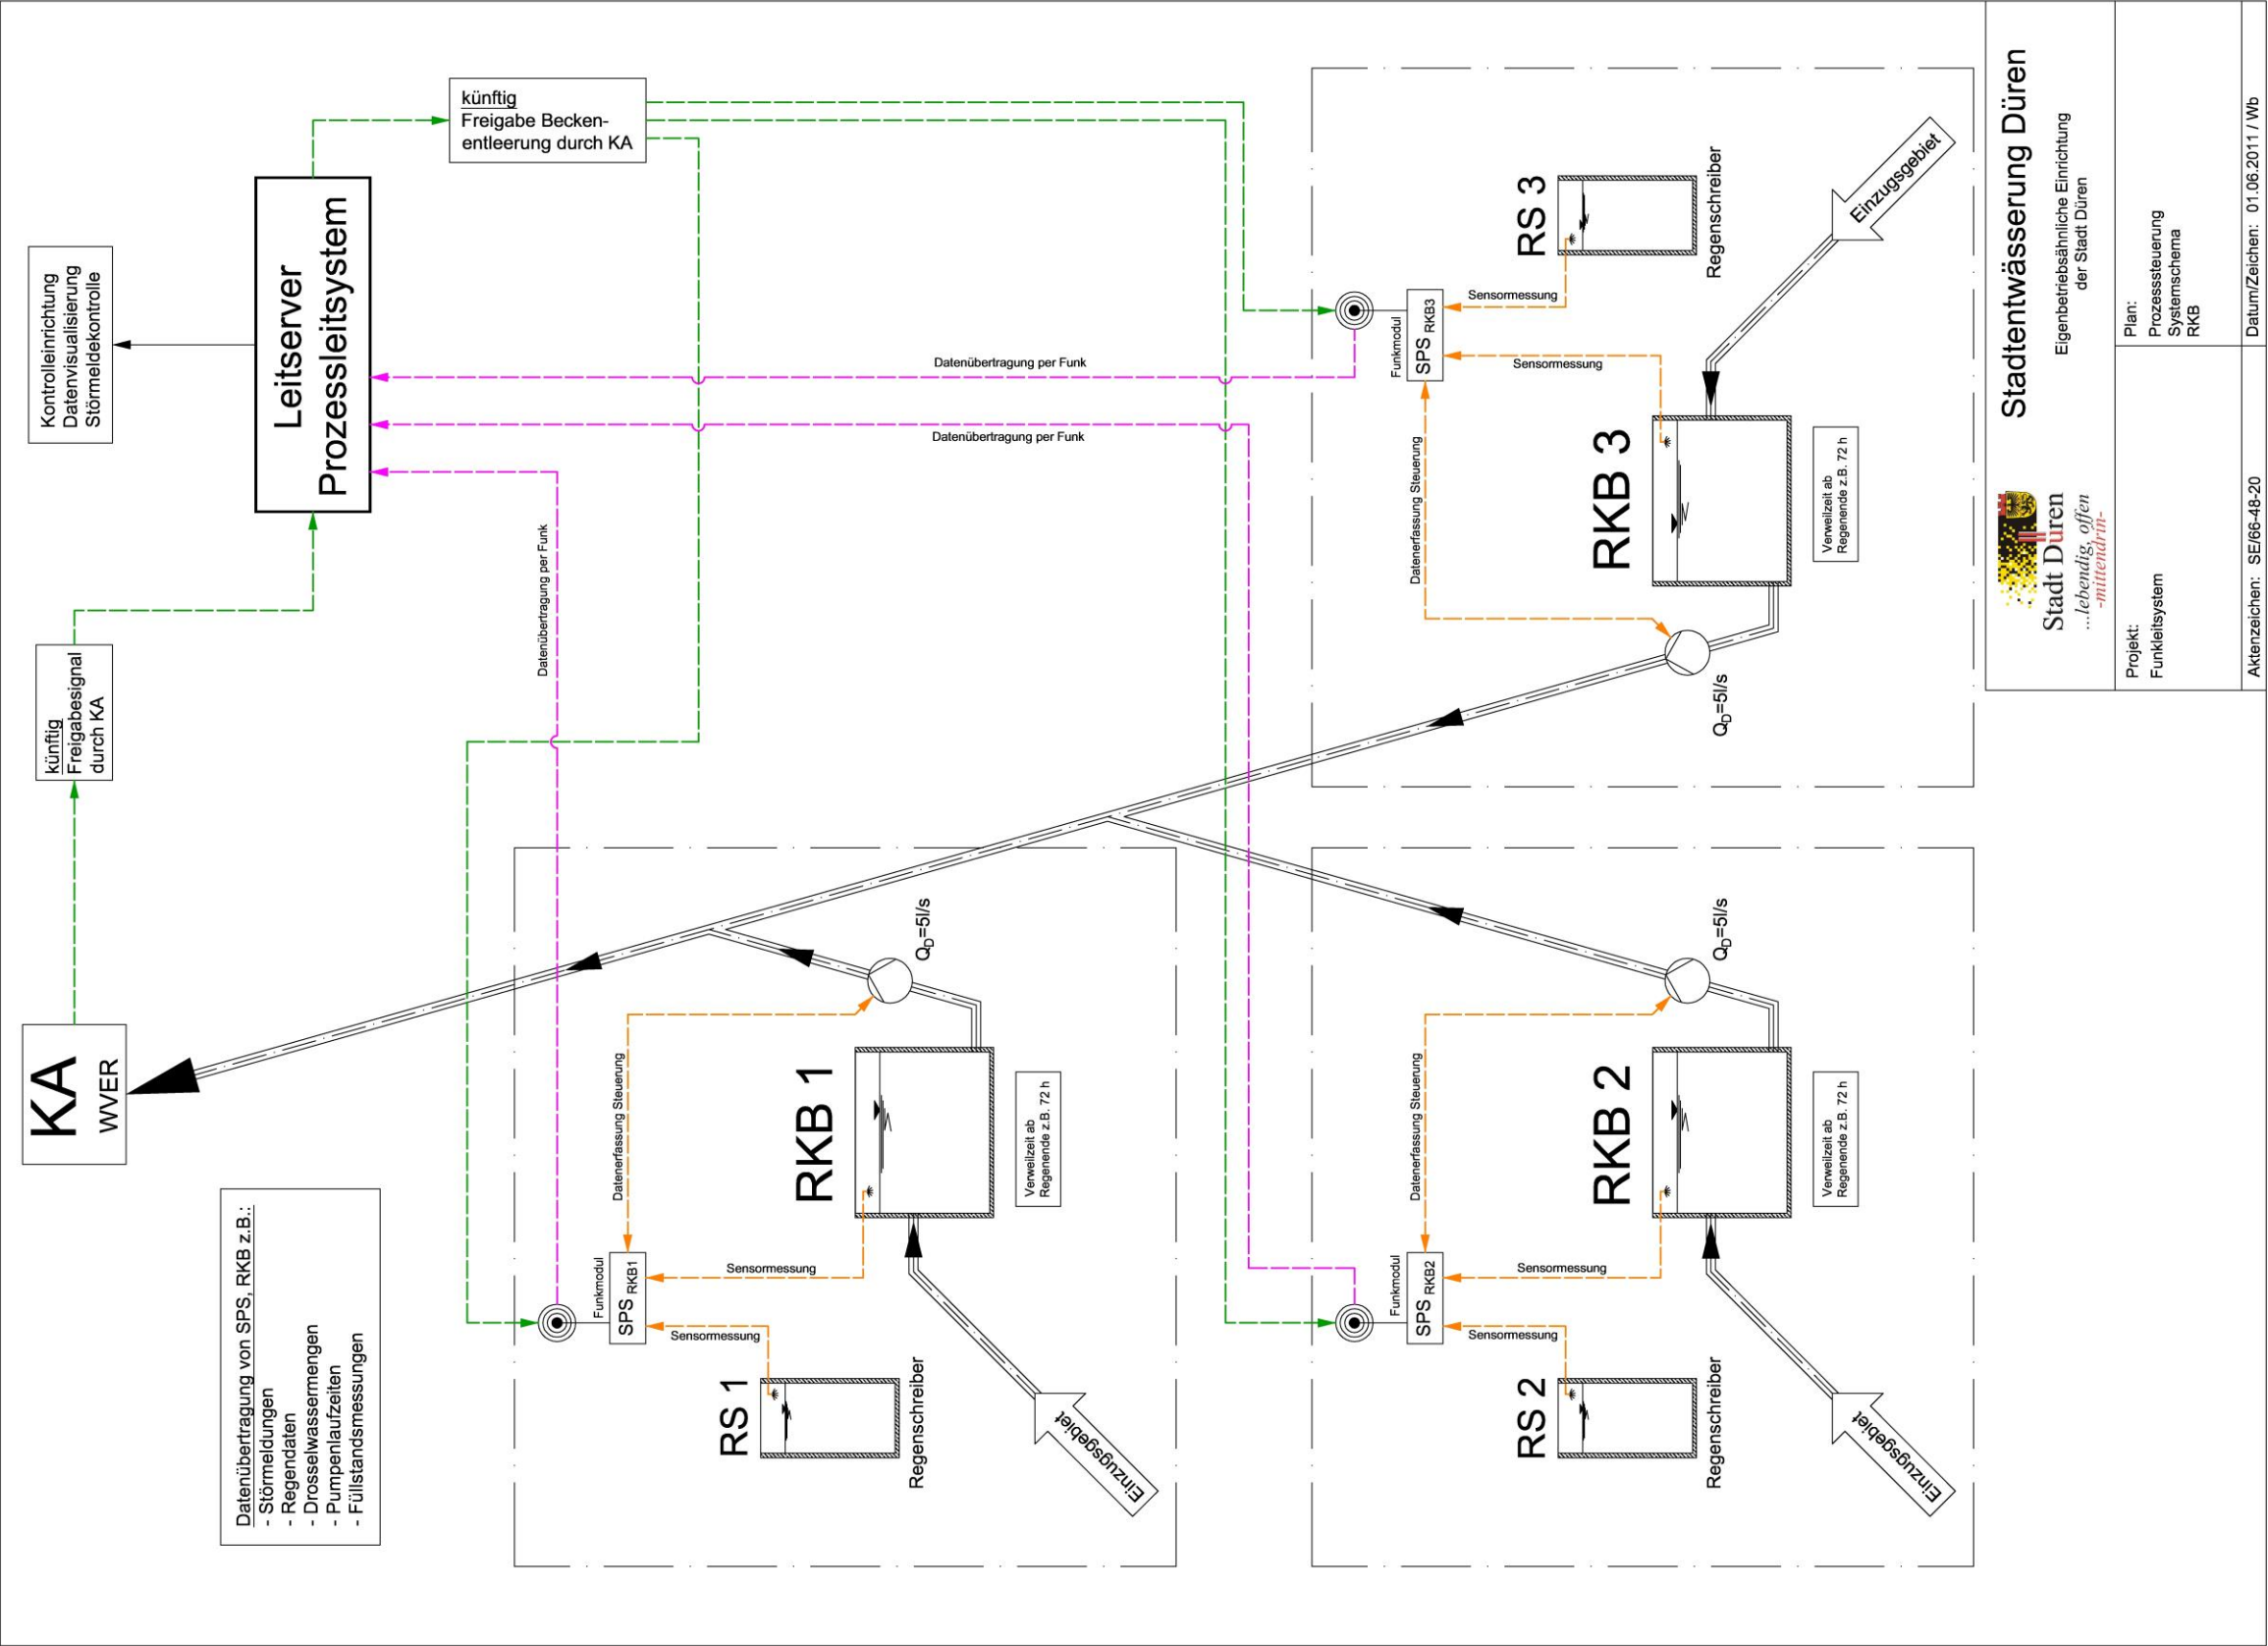 KA
WVER
künftig
Freigabesignal
durch KA
Kontrolleinrichtung
Datenvisualisierung
Störmeldekontrolle
Leitserver
Prozessleitsystem
künftig
Freigabe Becken-
entleerung durch KA
Datenübertragung von SPS, RKB z.B.:
- Störmeldungen
- Regendaten
- Drosselwassermengen
- Pumpenlaufzeiten
- Füllstandsmessungen
Datenübertragung per Funk
Datenübertragung per Funk
Datenübertragung per Funk
Funkmodul
SPS RKB1
Datenerfassung Steuerung
Sensormessung
Sensormessung
RS 1
Regenschreiber
RKB 1
QD=5l/s
Verweilzeit ab
Regenende z.B. 72 h
Einzugsgebiet
Funkmodul
SPS RKB2
Datenerfassung Steuerung
Sensormessung
Sensormessung
RS 2
Regenschreiber
RKB 2
QD=5l/s
Verweilzeit ab
Regenende z.B. 72 h
Einzugsgebiet
Funkmodul
SPS RKB3
Datenerfassung Steuerung
Sensormessung
Sensormessung
RS 3
Regenschreiber
RKB 3
QD=5l/s
Verweilzeit ab
Regenende z.B. 72 h
Einzugsgebiet
Stadt Düren
...lebendig, offen
-mittendrin-
Stadtentwässerung Düren
Eigenbetriebsähnliche Einrichtung
der Stadt Düren
Projekt:
Funkleitsystem
Plan:
Prozesssteuerung
Systemschema
RKB
Aktenzeichen: SE/66-48-20
Datum/Zeichen: 01.06.2011 / Wb